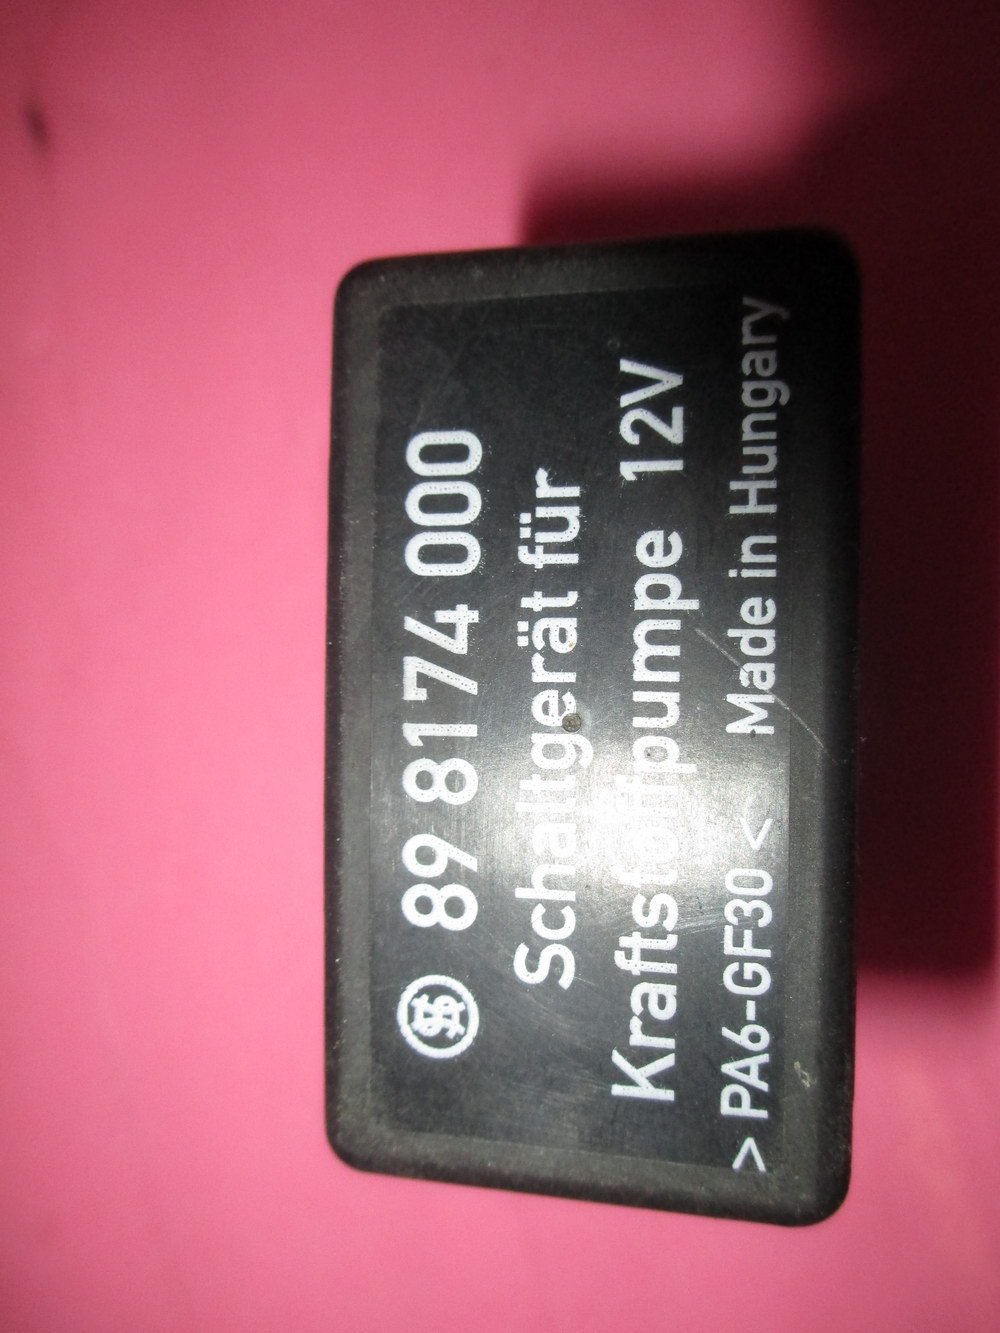 89 8174 000
Schaltgerät für
Kraftstoffpumpe 12V
> PA6-GF30 < Made in Hungary